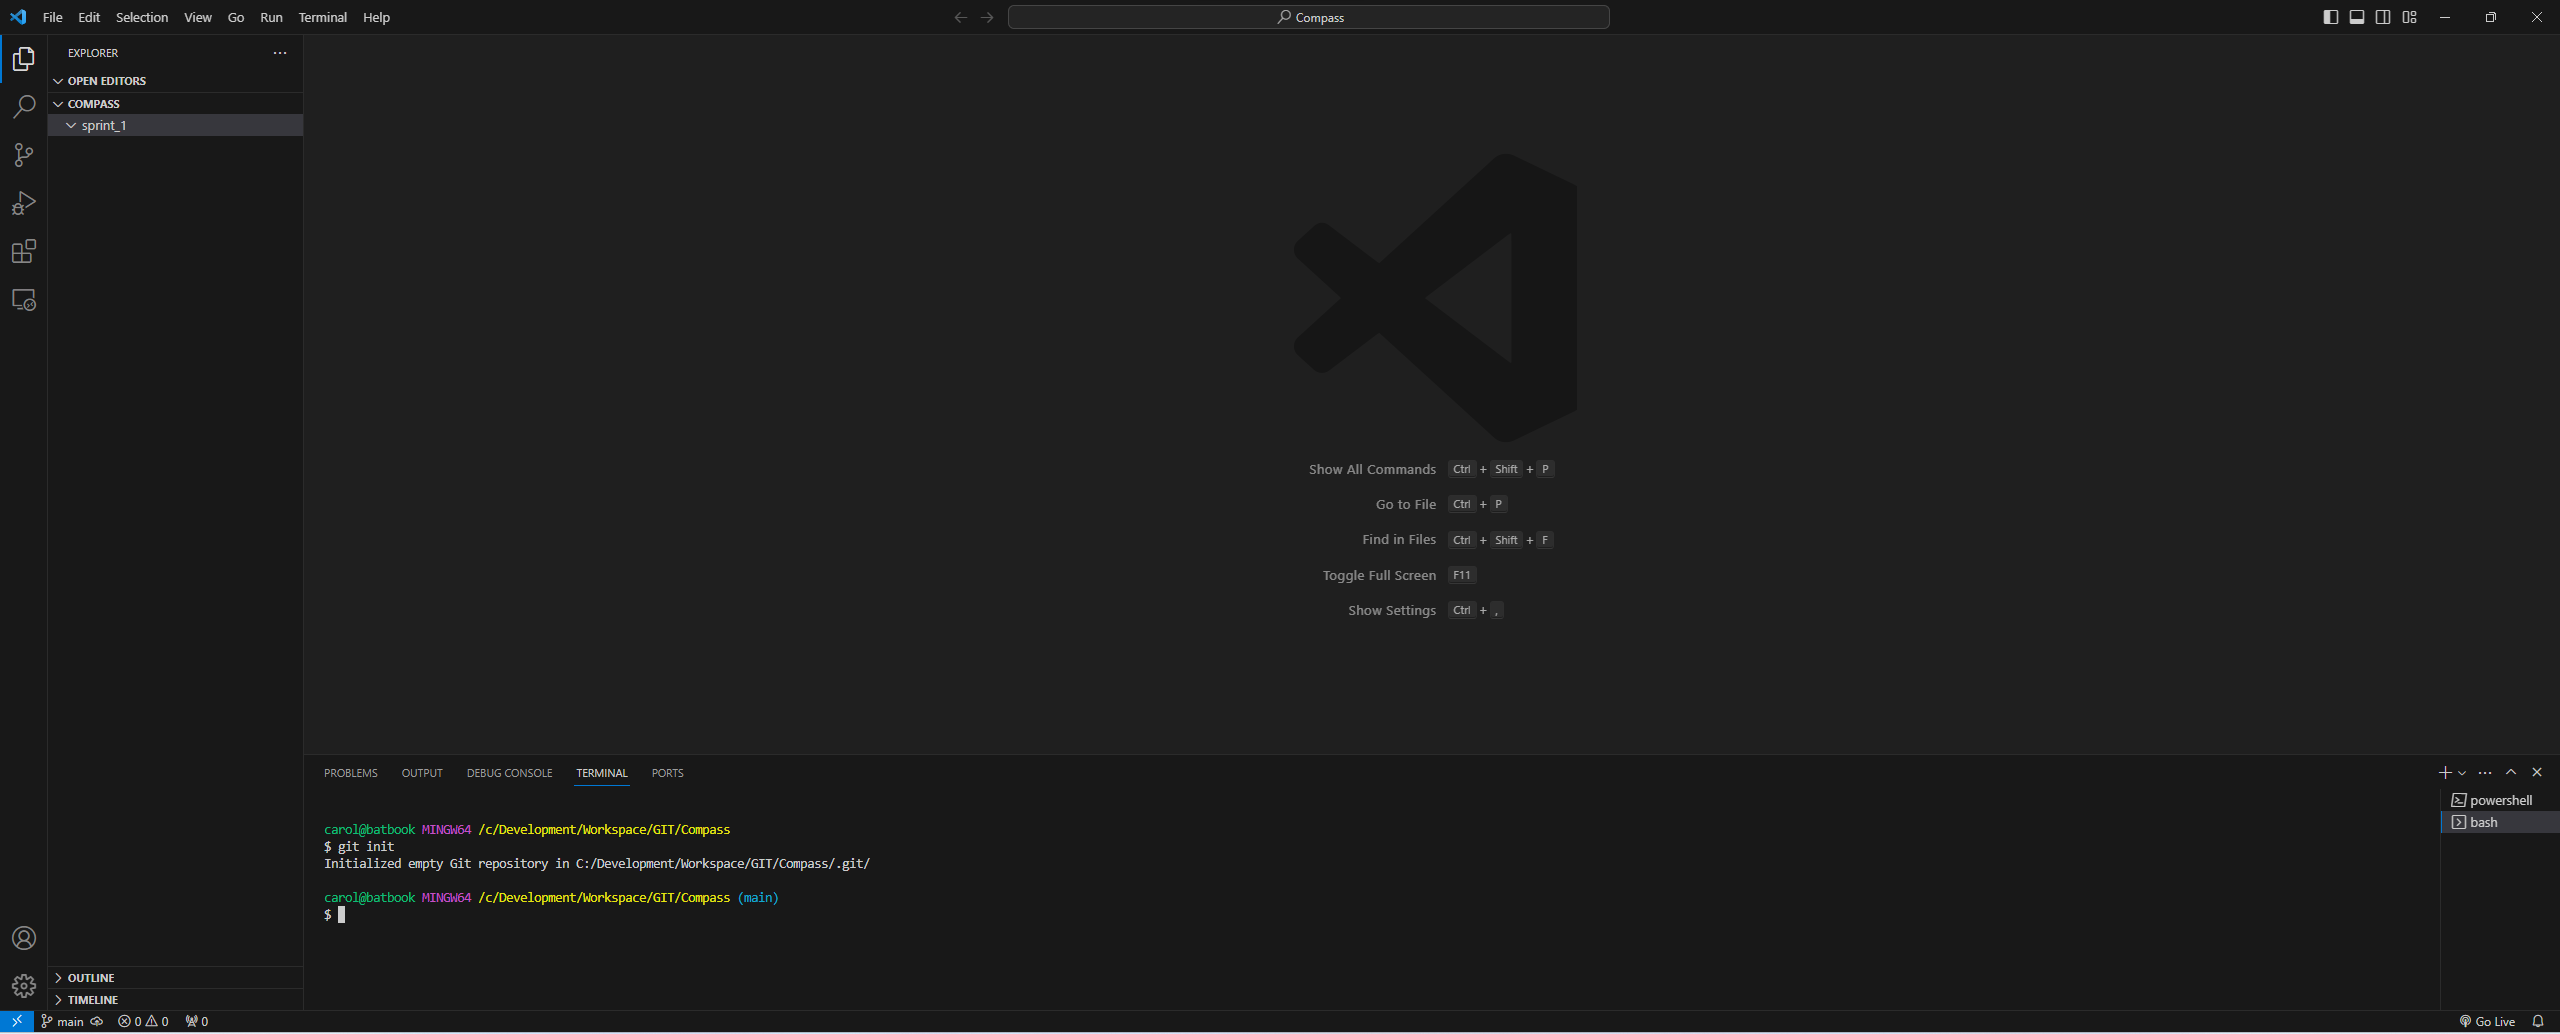 File Edit Selection View Go Run Terminal Help
Compass
EXPLORER
OPEN EDITORS
COMPASS
sprint_1
Show All Commands Ctrl + Shift + P
Go to File Ctrl + P
Find in Files Ctrl + Shift + F
Toggle Full Screen F11
Show Settings Ctrl + ,
PROBLEMS OUTPUT DEBUG CONSOLE TERMINAL PORTS
powershell
bash
carol@batbook MINGW64 /c/Development/Workspace/GIT/Compass
$ git init
Initialized empty Git repository in C:/Development/Workspace/GIT/Compass/.git/
carol@batbook MINGW64 /c/Development/Workspace/GIT/Compass (main)
$
OUTLINE
TIMELINE
main 0 0 0 Go Live